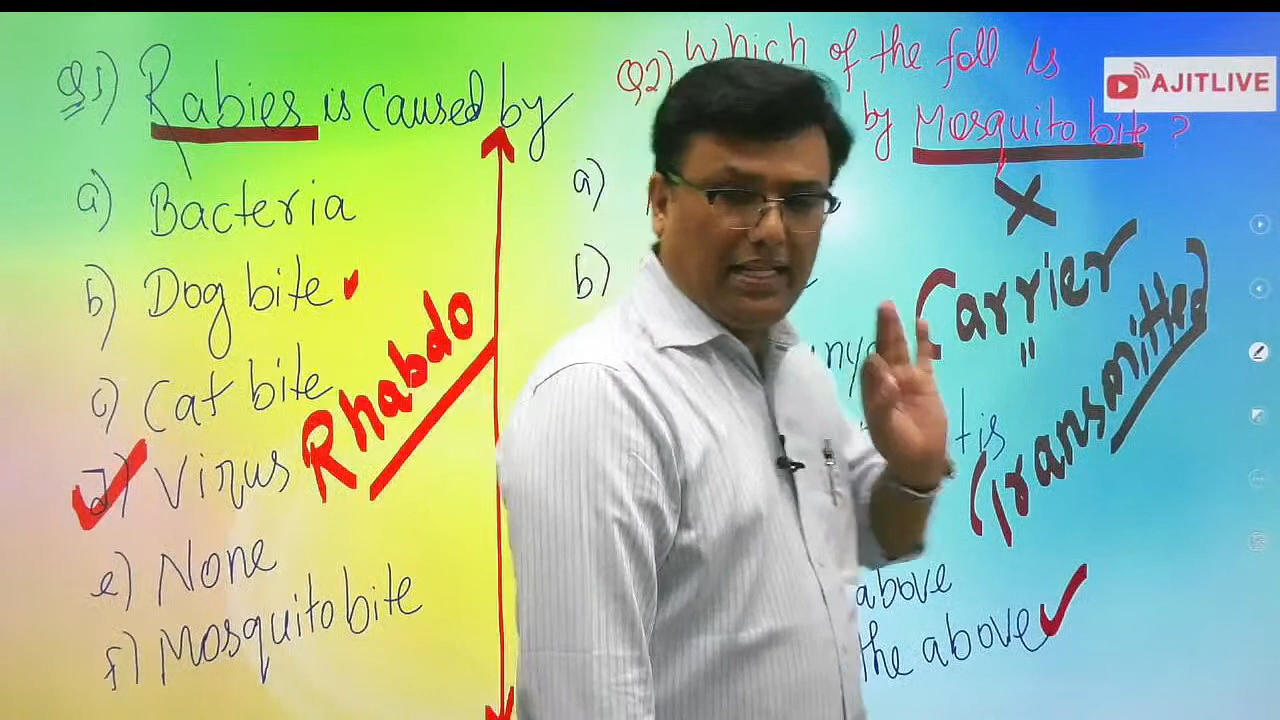 Q1) Rabies is caused by
a) Bacteria
b) Dog bite
c) Cat bite
d) Virus
Rhabdo
e) None
f) Mosquito bite
Q2) Which of the foll is
by Mosquito bite ?
a)
b)
Carrier
"
Transmitted
t is
above
the above
AJITLIVE